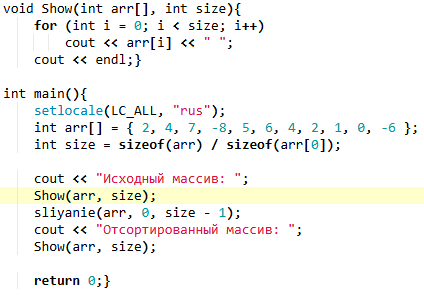 void Show(int arr[], int size){
    for (int i = 0; i < size; i++)
        cout << arr[i] << " ";
    cout << endl;}

int main(){
    setlocale(LC_ALL, "rus");
    int arr[] = { 2, 4, 7, -8, 5, 6, 4, 2, 1, 0, -6 };
    int size = sizeof(arr) / sizeof(arr[0]);

    cout << "Исходный массив: ";
    Show(arr, size);
    sliyanie(arr, 0, size - 1);
    cout << "Отсортированный массив: ";
    Show(arr, size);

    return 0;}